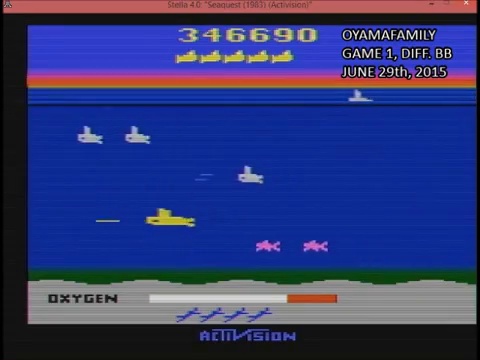 Stella 4.0: "Seaquest (1983) (Activision)"
346690
OYAMAFAMILY
GAME 1, DIFF. BB
JUNE 29th, 2015
OXYGEN
ACTIVISION